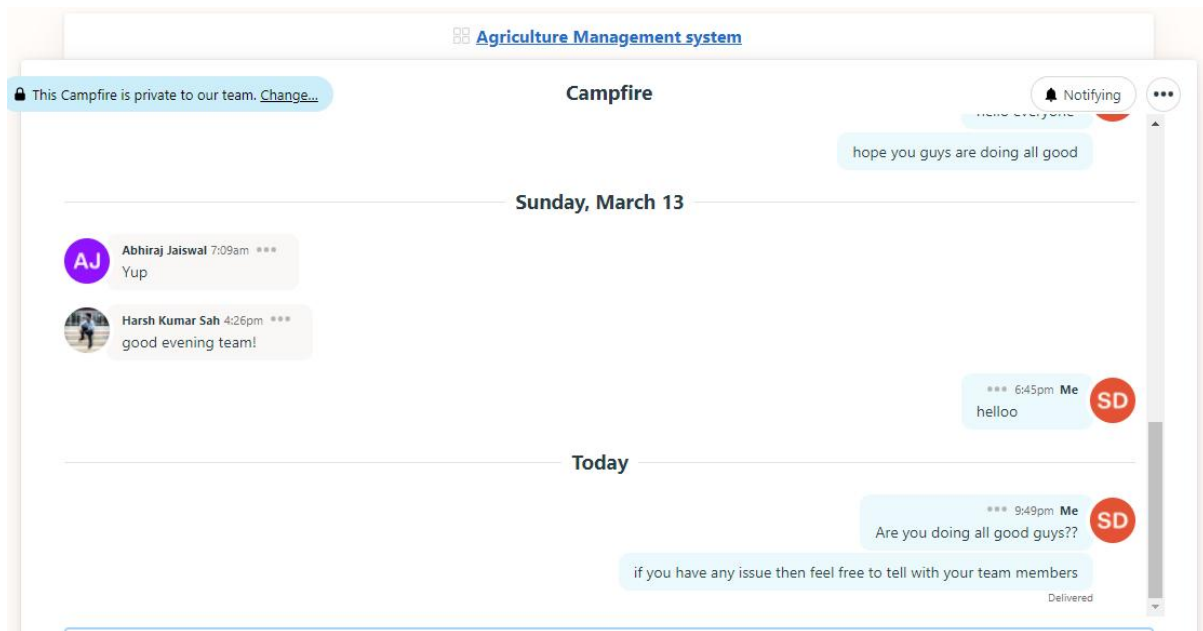 Agriculture Management system
This Campfire is private to our team. Change...
Campfire
Notifying
hello everyone
hope you guys are doing all good
Sunday, March 13
AJ
Abhiraj Jaiswal 7:09am
Yup
Harsh Kumar Sah 4:26pm
good evening team!
6:45pm Me
SD
helloo
Today
9:49pm Me
SD
Are you doing all good guys??
if you have any issue then feel free to tell with your team members
Delivered